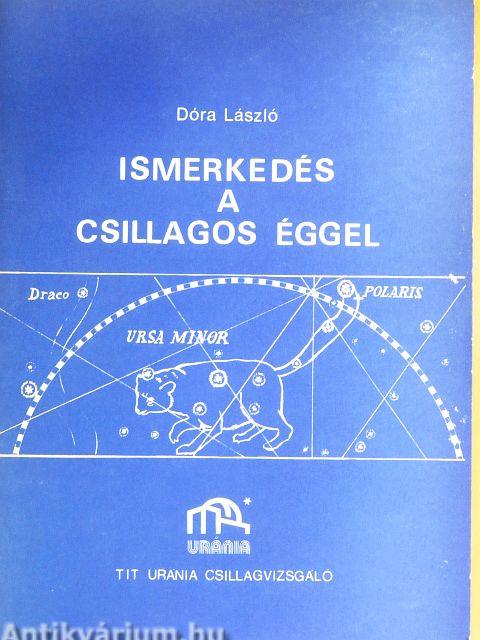 Dóra László
ISMERKEDÉS
A
CSILLAGOS ÉGGEL
Draco
POLARIS
URSA MINOR
URÁNIA
TIT URANIA CSILLAGVIZSGÁLÓ
Antikvárium.hu